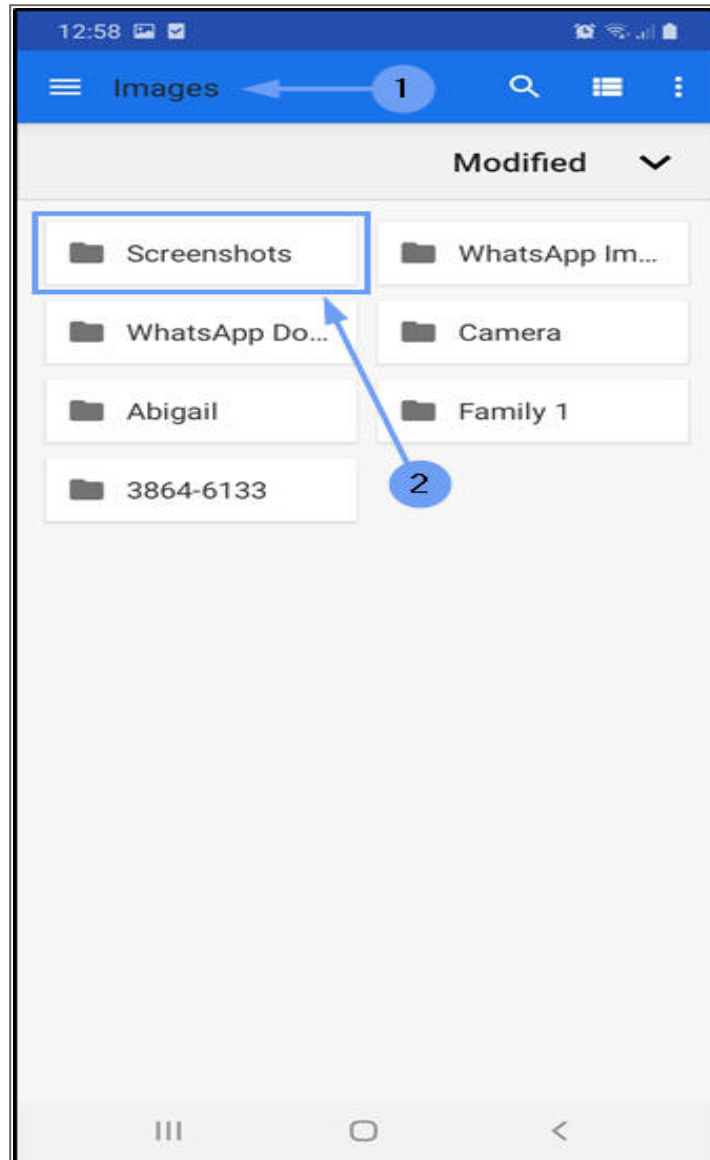 12:58
Images 1
Modified
Screenshots WhatsApp Im...
WhatsApp Do... Camera
Abigail Family 1
3864-6133 2